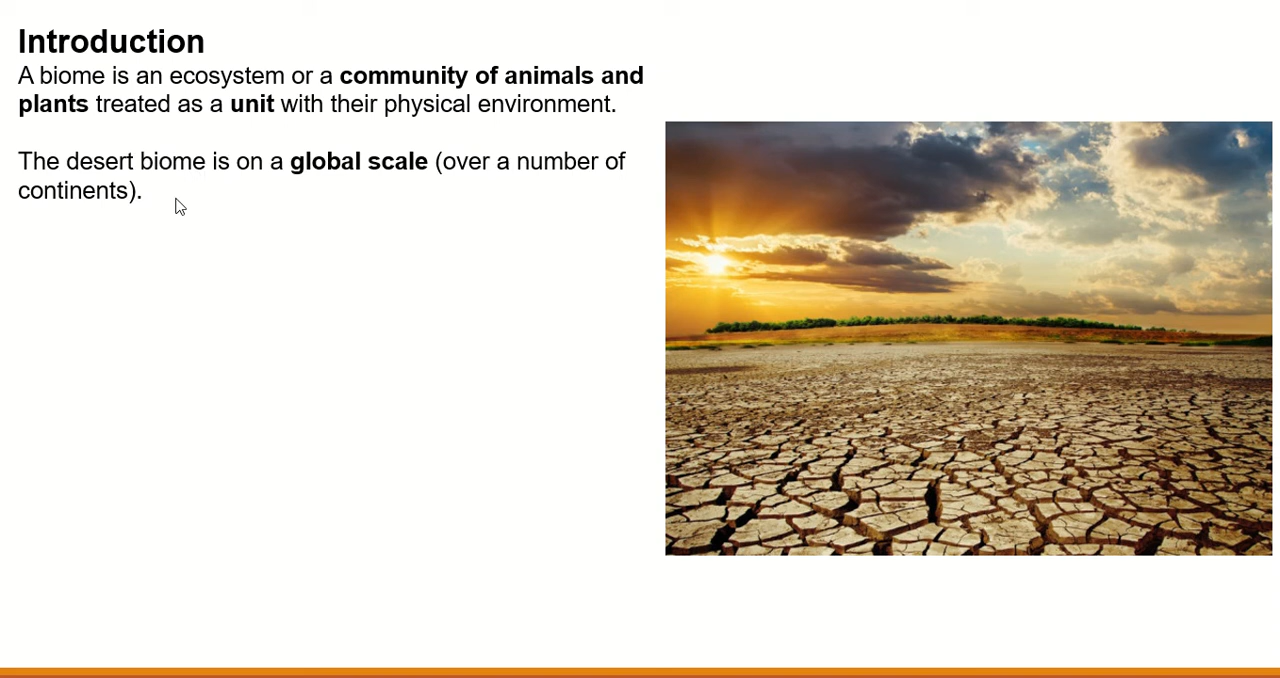 Introduction
A biome is an ecosystem or a community of animals and
plants treated as a unit with their physical environment.
The desert biome is on a global scale (over a number of
continents).